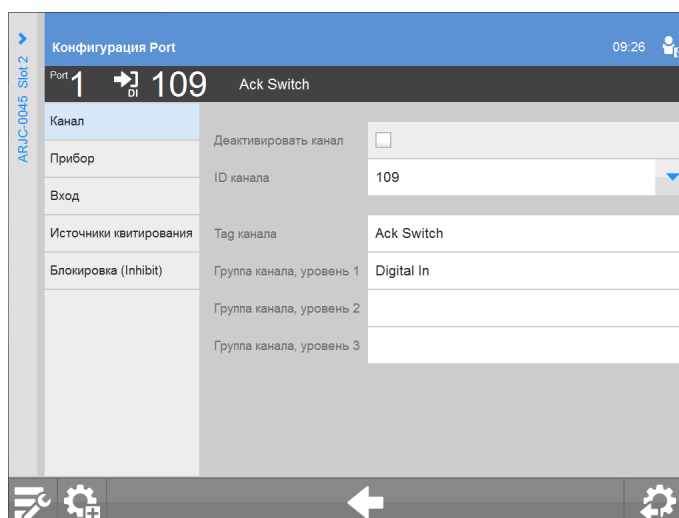 ARJC-0045 Slot 2
Конфигурация Port
09:26
Port 1 DI 109 Ack Switch
Канал
Прибор
Вход
Источники квитирования
Блокировка (Inhibit)
Деактивировать канал
ID канала 109
Tag канала Ack Switch
Группа канала, уровень 1 Digital In
Группа канала, уровень 2
Группа канала, уровень 3